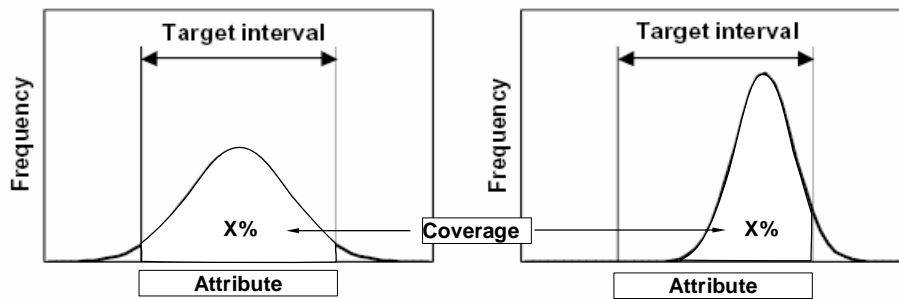 Target interval
Frequency
X%
Attribute
Coverage
Target interval
Frequency
X%
Attribute